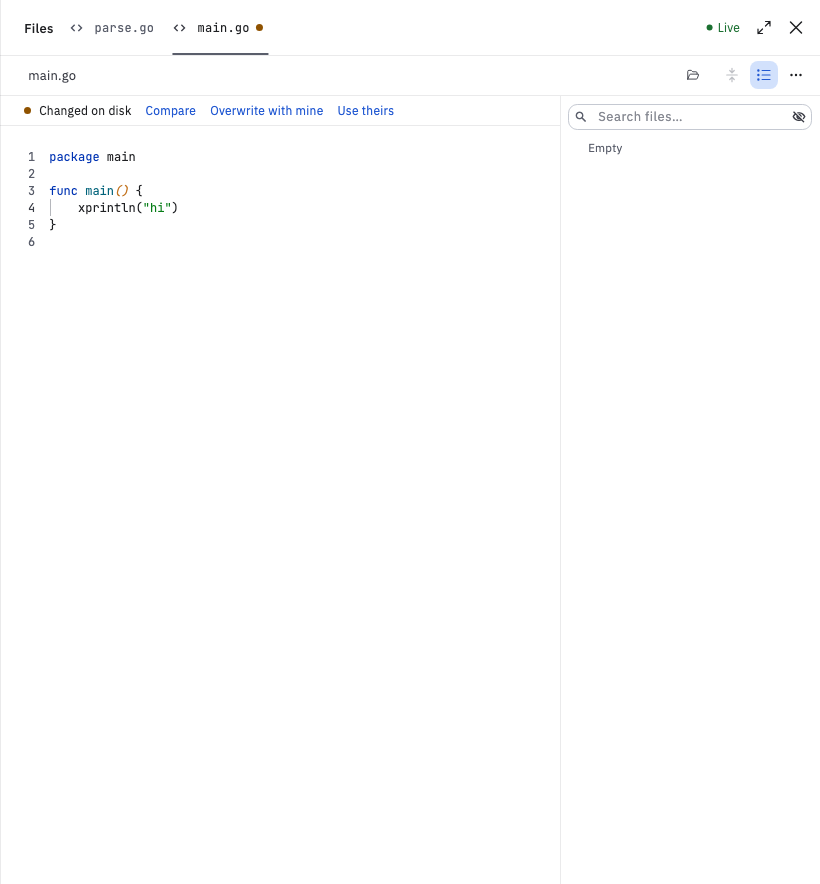 Files <> parse.go <> main.go Live
main.go
Changed on disk Compare Overwrite with mine Use theirs
Search files...
Empty
1 package main
2
3 func main() {
4     xprintln("hi")
5 }
6